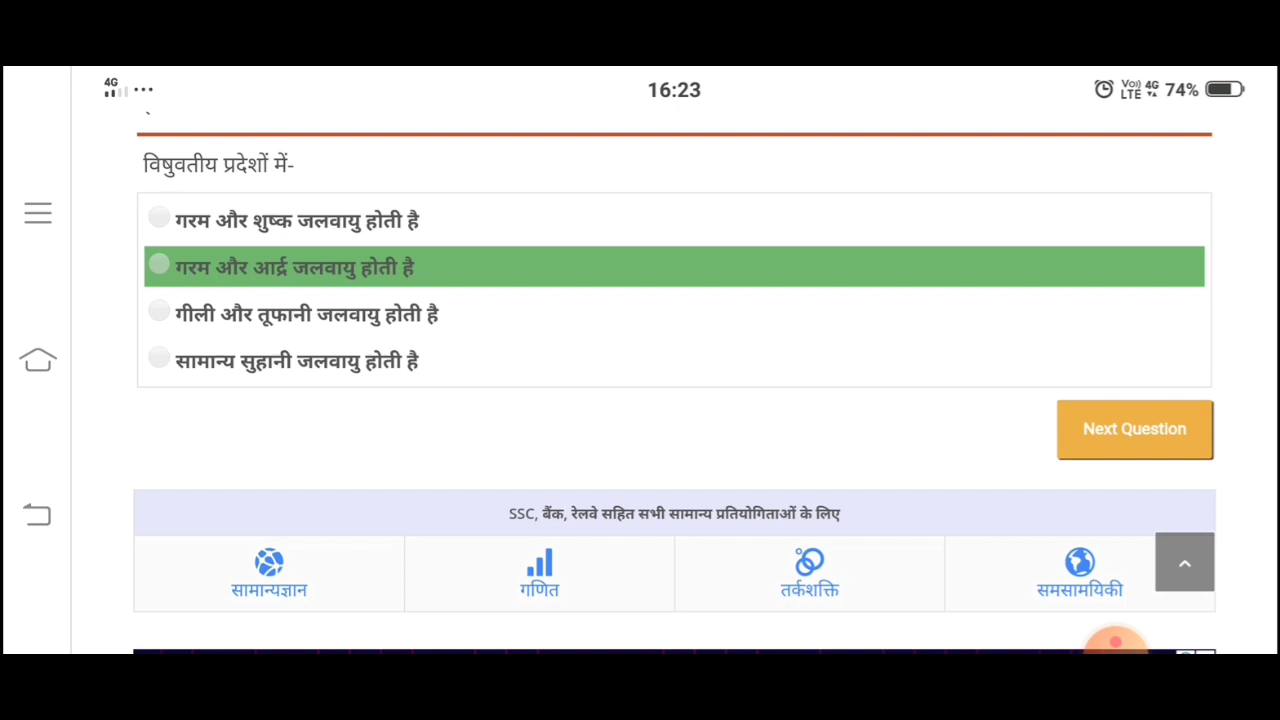 4G
16:23
Vo)) LTE 4G 74%
विषुवतीय प्रदेशों में-
गरम और शुष्क जलवायु होती है
गरम और आर्द्र जलवायु होती है
गीली और तूफानी जलवायु होती है
सामान्य सुहानी जलवायु होती है
Next Question
SSC, बैंक, रेलवे सहित सभी सामान्य प्रतियोगिताओं के लिए
सामान्यज्ञान गणित तर्कशक्ति समसामयिकी